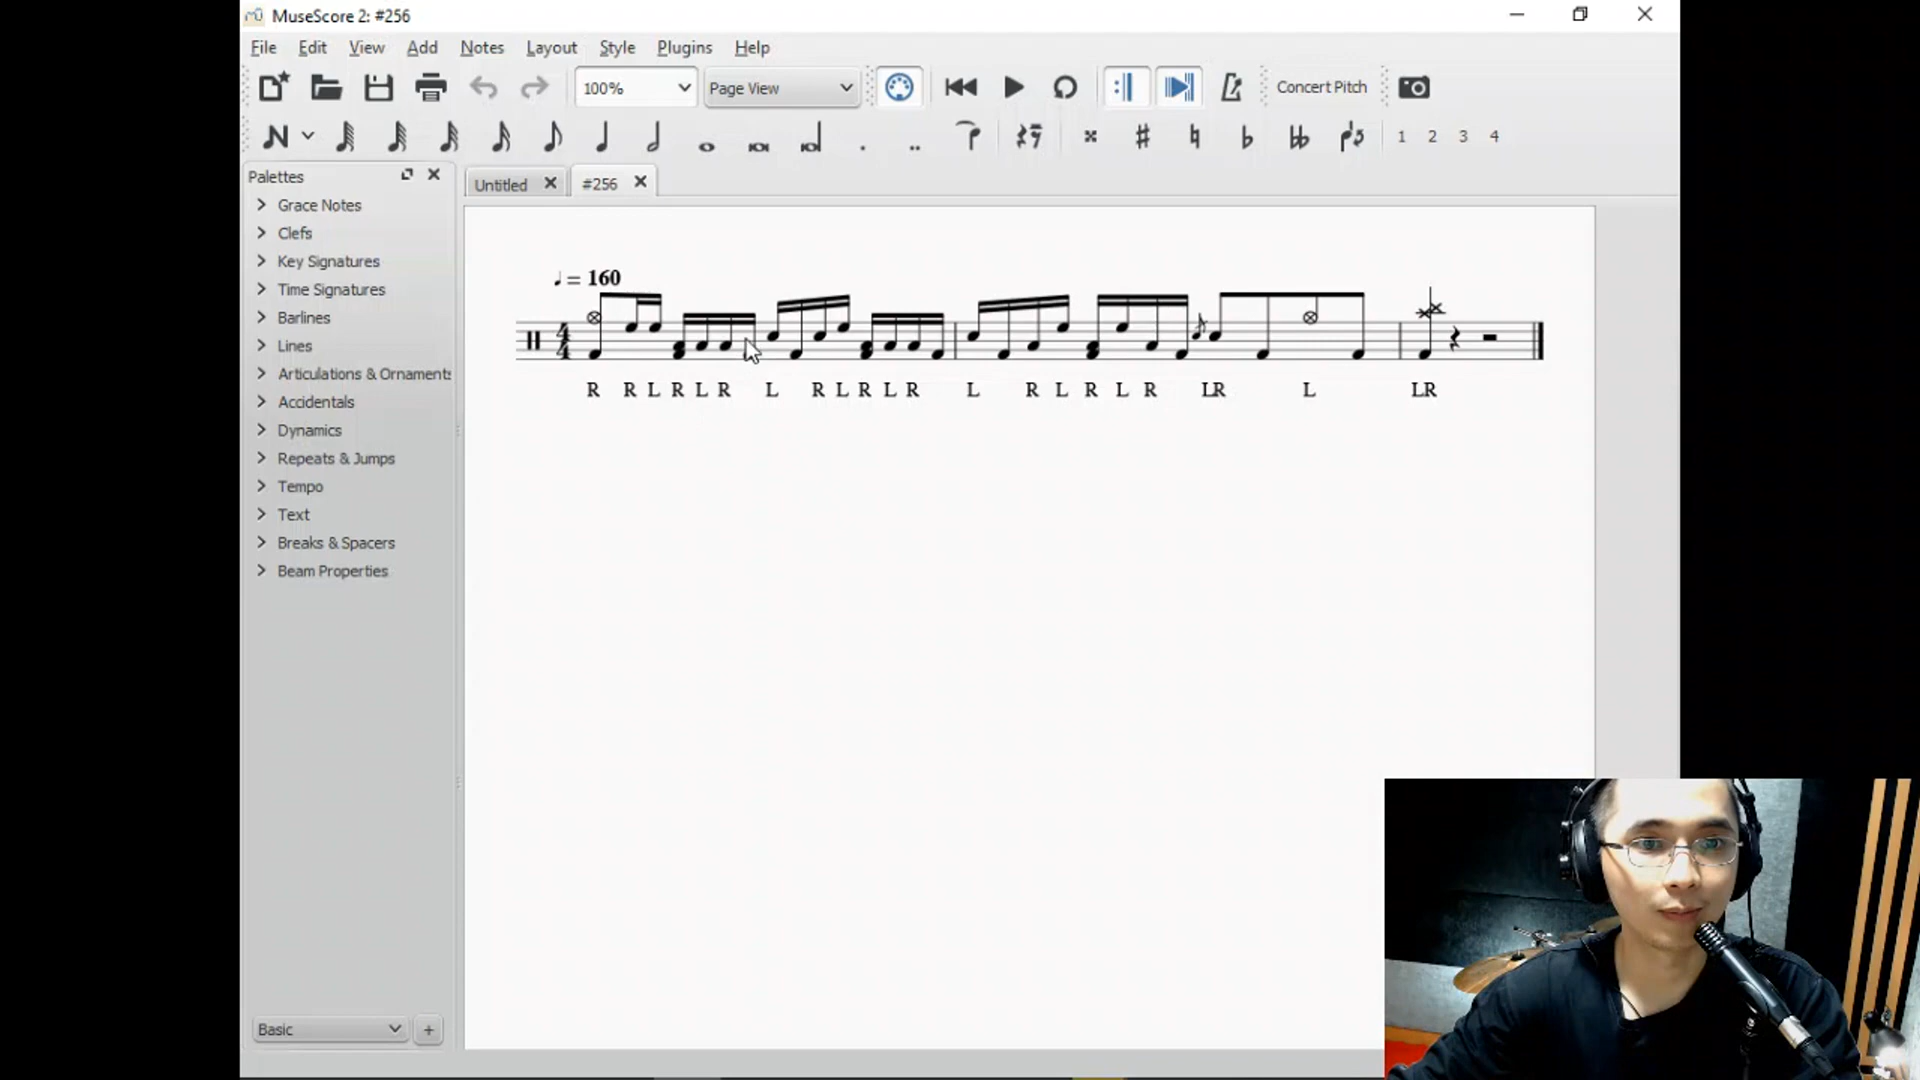 MuseScore 2: #256
File Edit View Add Notes Layout Style Plugins Help
100% Page View Concert Pitch
1 2 3 4
Palettes
Untitled #256
Grace Notes
Clefs
Key Signatures
Time Signatures
Barlines
Lines
Articulations & Ornaments
Accidentals
Dynamics
Repeats & Jumps
Tempo
Text
Breaks & Spacers
Beam Properties
Basic +
♩ = 160
4
4
R R L R L R L R L R L R L R L R L R LR L LR